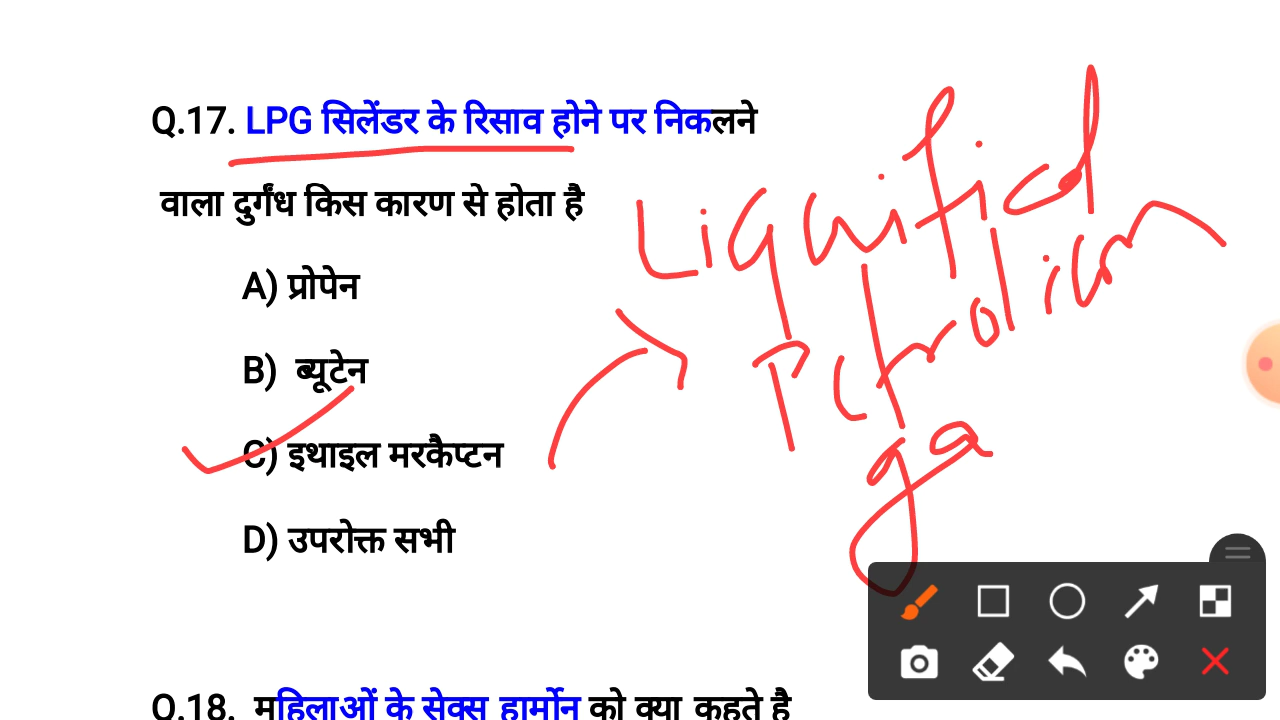 Q.17. LPG सिलेंडर के रिसाव होने पर निकलने
वाला दुर्गंध किस कारण से होता है
A) प्रोपेन
B) ब्यूटेन
C) इथाइल मरकैप्टन
D) उपरोक्त सभी
Q.18. महिलाओं के सेक्स हार्मोन को क्या कहते है
Liquified
Petrolium
ga